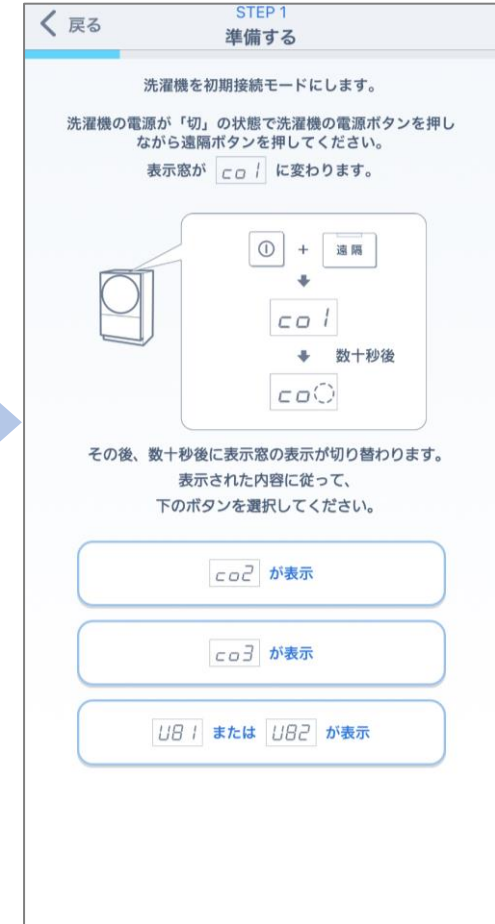 戻る
STEP 1
準備する
洗濯機を初期接続モードにします。
洗濯機の電源が「切」の状態で洗濯機の電源ボタンを押し
ながら遠隔ボタンを押してください。
表示窓が co1 に変わります。
+ 遠隔
co1
数十秒後
co
その後、数十秒後に表示窓の表示が切り替わります。
表示された内容に従って、
下のボタンを選択してください。
co2 が表示
co3 が表示
U81 または U82 が表示